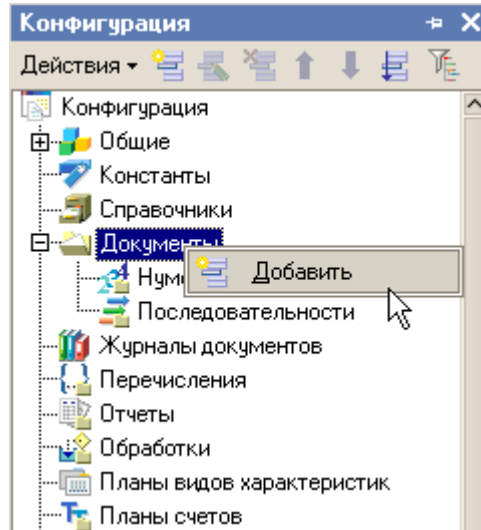 Конфигурация
Действия
Конфигурация
Общие
Константы
Справочники
Документы
Добавить
Последовательности
Журналы документов
Перечисления
Отчеты
Обработки
Планы видов характеристик
Планы счетов